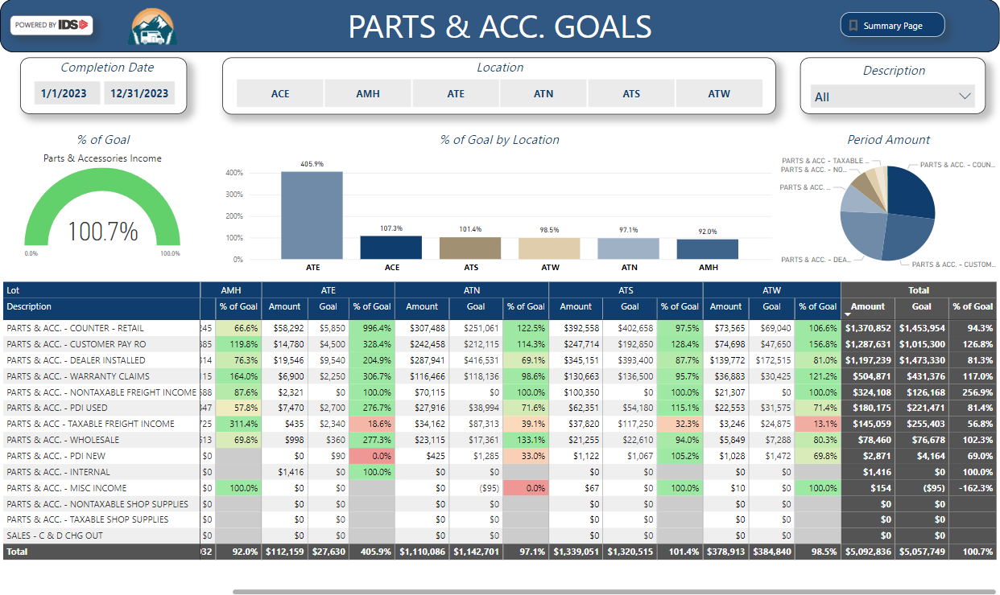 POWERED BY IDS
PARTS & ACC. GOALS
Summary Page
Completion Date
1/1/2023 12/31/2023
Location
ACE AMH ATE ATN ATS ATW
Description
All
% of Goal
Parts & Accessories Income
100.7%
0.0% 100.0%
% of Goal by Location
400%
300%
200%
100%
0%
405.9% 107.3% 101.4% 98.5% 97.1% 92.0%
ATE ACE ATS ATW ATN AMH
Period Amount
PARTS & ACC - TAXABLE ...
PARTS & ACC. - NO...
PARTS & ACC. ...
PARTS & ACC. - DEA...
PARTS & ACC. - COUN...
PARTS & ACC. - CUSTOM...
Lot AMH ATE ATN ATS ATW Total
Description % of Goal Amount Goal % of Goal Amount Goal % of Goal Amount Goal % of Goal Amount Goal % of Goal Amount Goal % of Goal
PARTS & ACC. - COUNTER - RETAIL 245 66.6% $58,292 $5,850 996.4% $307,488 $251,061 122.5% $392,558 $402,658 97.5% $73,565 $69,040 106.6% $1,370,852 $1,453,954 94.3%
PARTS & ACC. - CUSTOMER PAY RO 385 119.8% $14,780 $4,500 328.4% $242,458 $212,115 114.3% $247,714 $192,850 128.4% $74,698 $47,650 156.8% $1,287,631 $1,015,300 126.8%
PARTS & ACC. - DEALER INSTALLED 314 76.3% $19,546 $9,540 204.9% $287,941 $416,531 69.1% $345,151 $393,400 87.7% $139,772 $172,515 81.0% $1,197,239 $1,473,330 81.3%
PARTS & ACC. - WARRANTY CLAIMS 115 164.0% $6,900 $2,250 306.7% $116,466 $118,136 98.6% $130,663 $136,500 95.7% $36,883 $30,425 121.2% $504,871 $431,376 117.0%
PARTS & ACC. - NONTAXABLE FREIGHT INCOME 588 87.6% $2,321 $0 100.0% $70,115 $0 100.0% $100,350 $0 100.0% $21,307 $0 100.0% $324,108 $126,168 256.9%
PARTS & ACC. - PDI USED 347 57.8% $7,470 $2,700 276.7% $27,916 $38,994 71.6% $62,351 $54,180 115.1% $22,553 $31,575 71.4% $180,175 $221,471 81.4%
PARTS & ACC - TAXABLE FREIGHT INCOME 725 311.4% $435 $2,340 18.6% $34,162 $87,313 39.1% $37,820 $117,250 32.3% $3,246 $24,875 13.1% $145,059 $255,403 56.8%
PARTS & ACC. - WHOLESALE 513 69.8% $998 $360 277.3% $23,115 $17,361 133.1% $21,255 $22,610 94.0% $5,849 $7,288 80.3% $78,460 $76,678 102.3%
PARTS & ACC. - PDI NEW $0 $0 $90 0.0% $425 $1,285 33.0% $1,122 $1,067 105.2% $1,028 $1,472 69.8% $2,871 $4,164 69.0%
PARTS & ACC. - INTERNAL $0 $1,416 $0 100.0% $0 $0 $0 $0 $0 $0 $1,416 $0 100.0%
PARTS & ACC. - MISC INCOME $0 100.0% $0 $0 $0 ($95) 0.0% $67 $0 100.0% $10 $0 100.0% $154 ($95) -162.3%
PARTS & ACC. - NONTAXABLE SHOP SUPPLIES $0 $0 $0 $0 $0 $0 $0 $0 $0 $0 $0
PARTS & ACC. - TAXABLE SHOP SUPPLIES $0 $0 $0 $0 $0 $0 $0 $0 $0 $0 $0
SALES - C & D CHG OUT $0 $0 $0 $0 $0 $0 $0 $0 $0 $0 $0
Total 032 92.0% $112,159 $27,630 405.9% $1,110,086 $1,142,701 97.1% $1,339,051 $1,320,515 101.4% $378,913 $384,840 98.5% $5,092,836 $5,057,749 100.7%